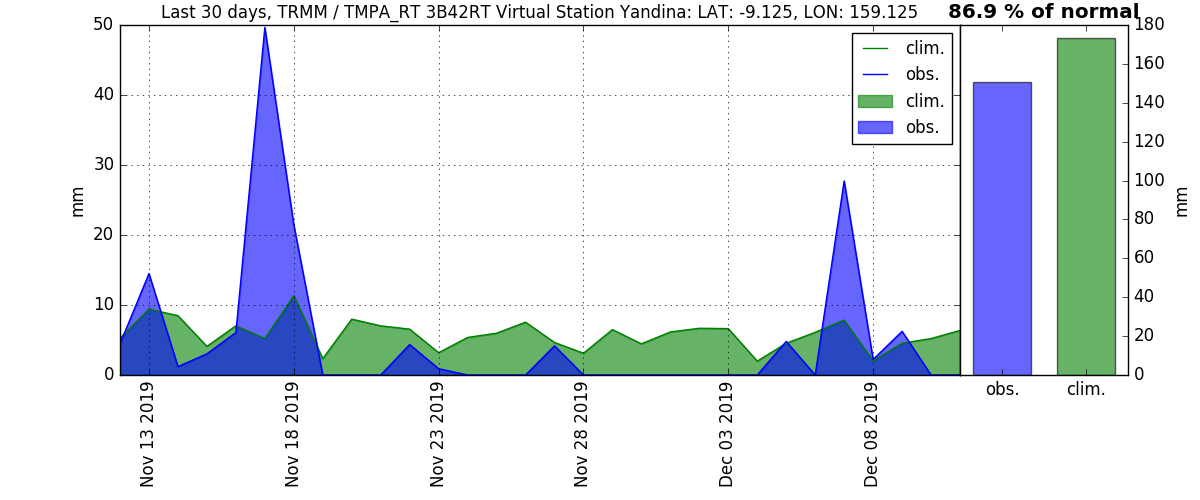 Last 30 days, TRMM / TMPA_RT 3B42RT Virtual Station Yandina: LAT: -9.125, LON: 159.125
86.9 % of normal
50
40
30
20
10
0
mm
clim.
obs.
clim.
obs.
Nov 13 2019
Nov 18 2019
Nov 23 2019
Nov 28 2019
Dec 03 2019
Dec 08 2019
180
160
140
120
100
80
60
40
20
0
mm
obs.
clim.